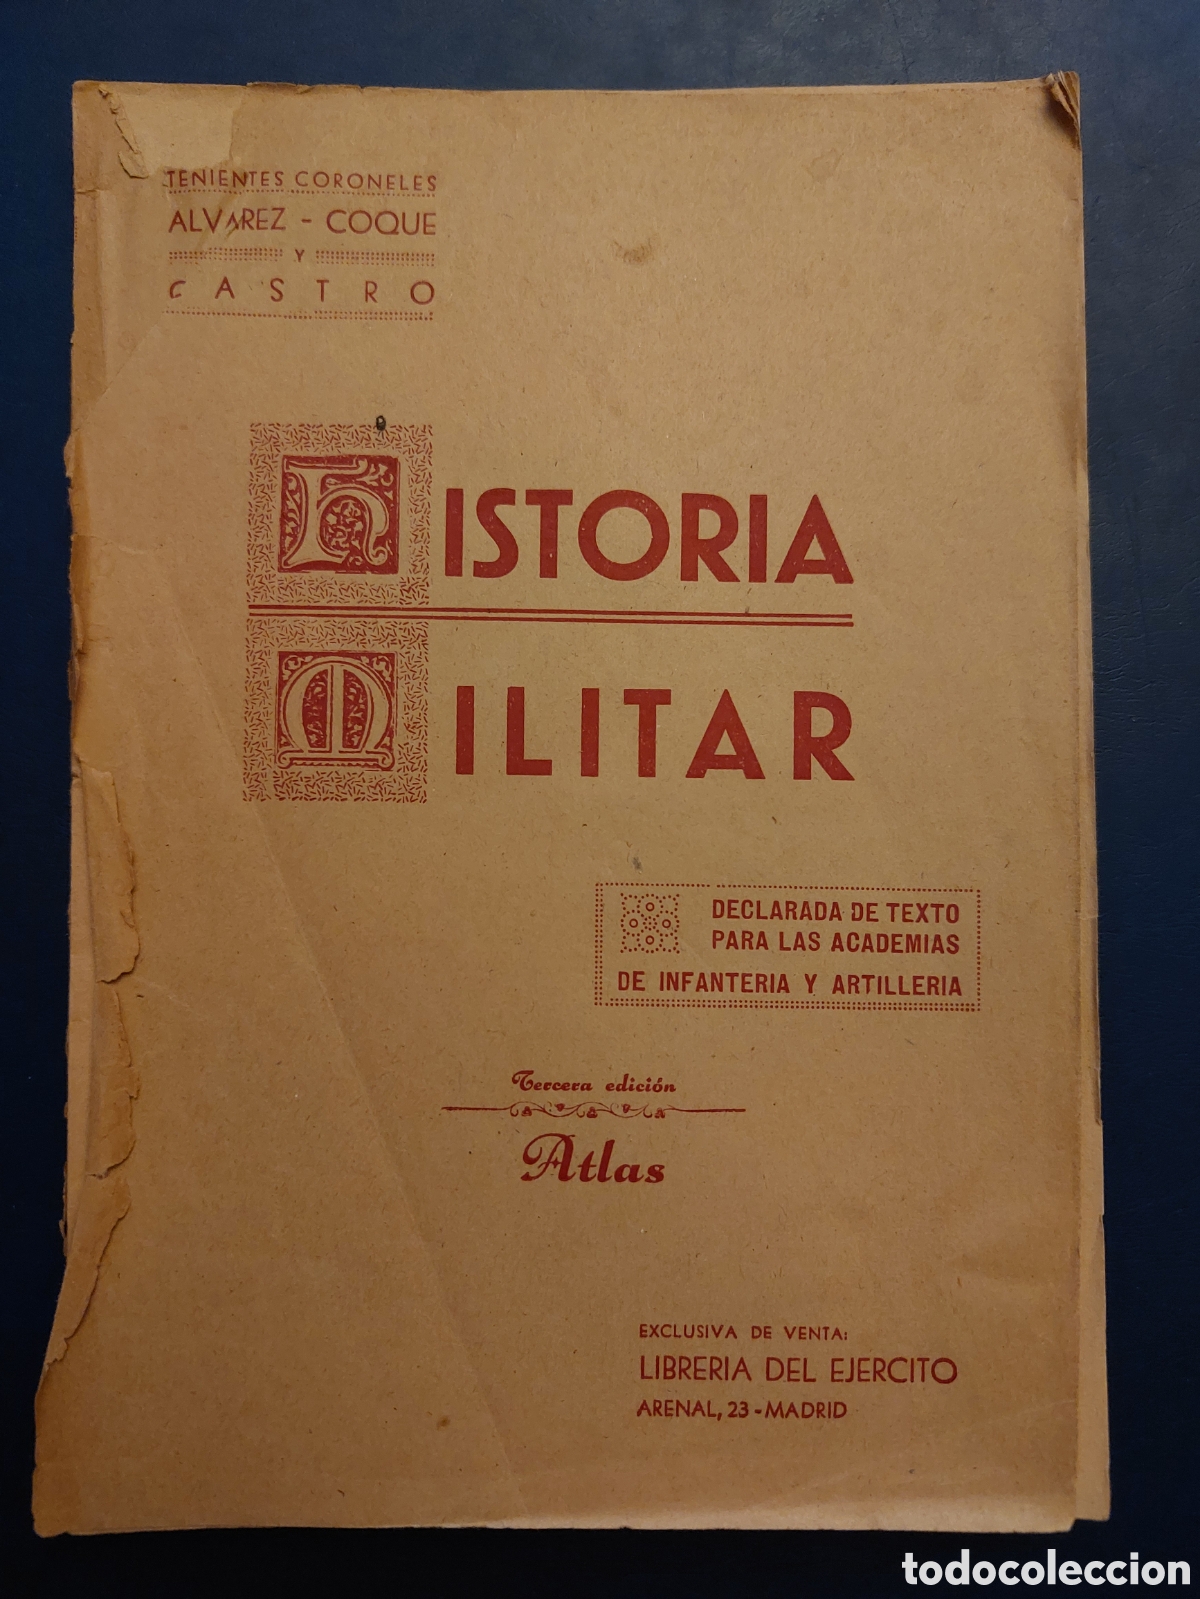 TENIENTES CORONELES
ALVAREZ - COQUE
Y
CASTRO
HISTORIA
MILITAR
DECLARADA DE TEXTO
PARA LAS ACADEMIAS
DE INFANTERIA Y ARTILLERIA
Tercera edición
Atlas
EXCLUSIVA DE VENTA:
LIBRERIA DEL EJERCITO
ARENAL, 23 - MADRID
todocoleccion